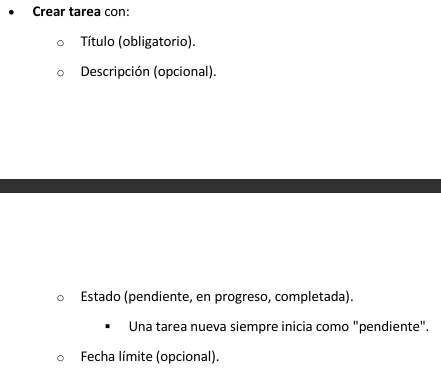 • Crear tarea con:
o Título (obligatorio).
o Descripción (opcional).
o Estado (pendiente, en progreso, completada).
▪ Una tarea nueva siempre inicia como "pendiente".
o Fecha límite (opcional).